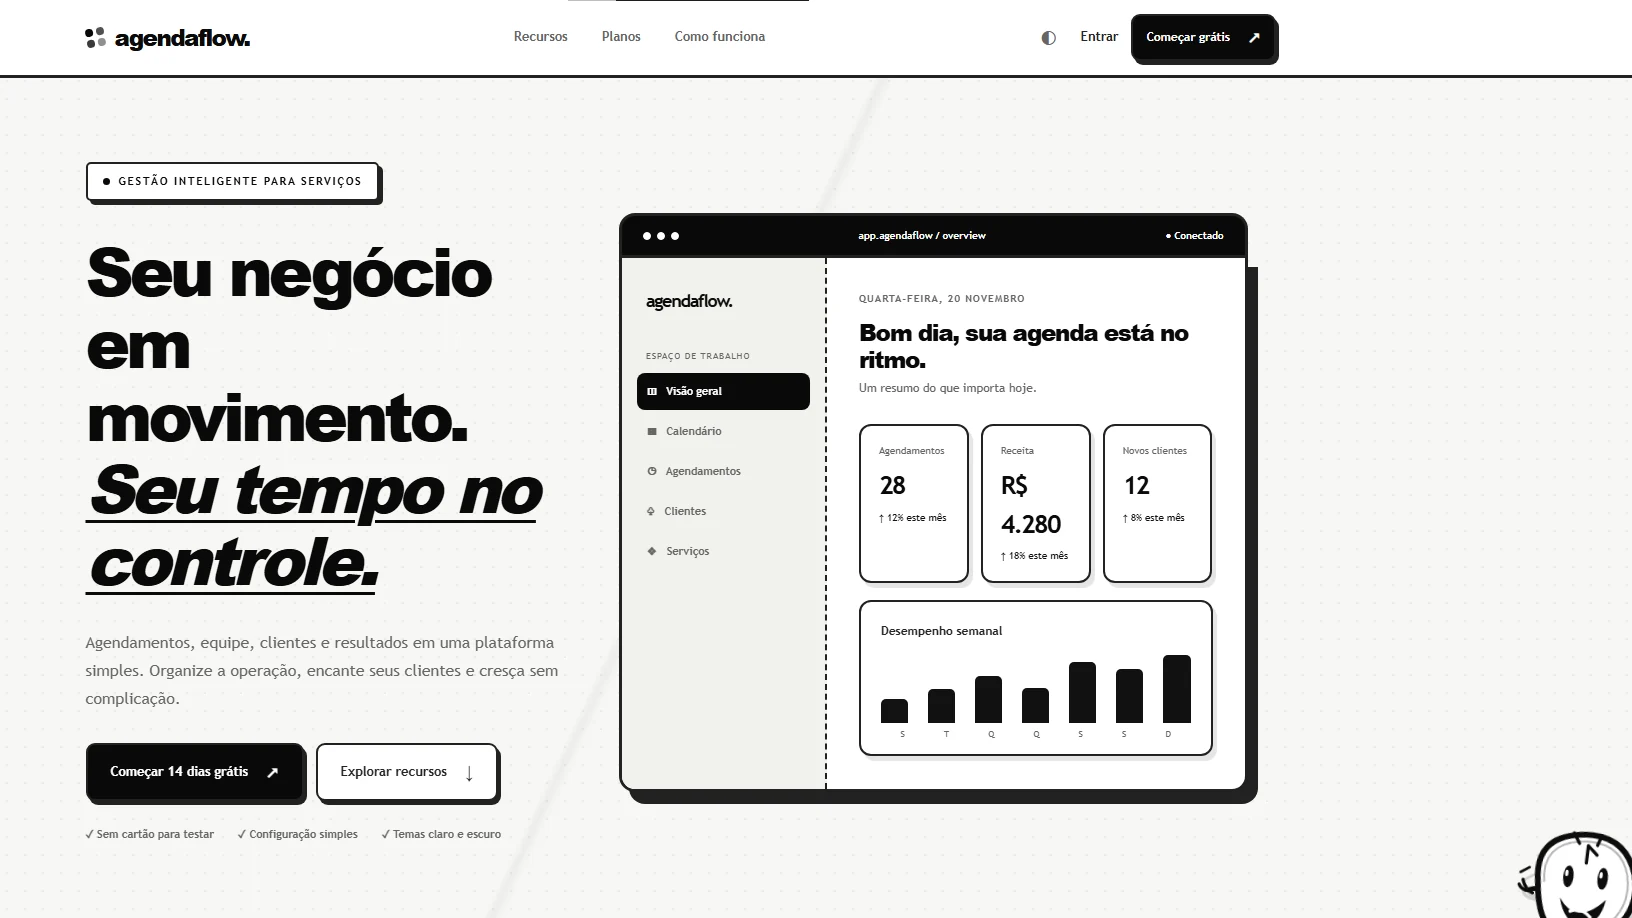 agendaflow.
Recursos
Planos
Como funciona
Entrar
Começar grátis ↗
GESTÃO INTELIGENTE PARA SERVIÇOS
Seu negócio
em
movimento.
Seu tempo no
controle.
Agendamentos, equipe, clientes e resultados em uma plataforma
simples. Organize a operação, encante seus clientes e cresça sem
complicação.
Começar 14 dias grátis ↗
Explorar recursos ↓
✓ Sem cartão para testar
✓ Configuração simples
✓ Temas claro e escuro
app.agendaflow / overview
• Conectado
agendaflow.
ESPAÇO DE TRABALHO
Visão geral
Calendário
Agendamentos
Clientes
Serviços
QUARTA-FEIRA, 20 NOVEMBRO
Bom dia, sua agenda está no
ritmo.
Um resumo do que importa hoje.
Agendamentos
28
↑ 12% este mês
Receita
R$
4.280
↑ 18% este mês
Novos clientes
12
↑ 8% este mês
Desempenho semanal
S T Q Q S S D